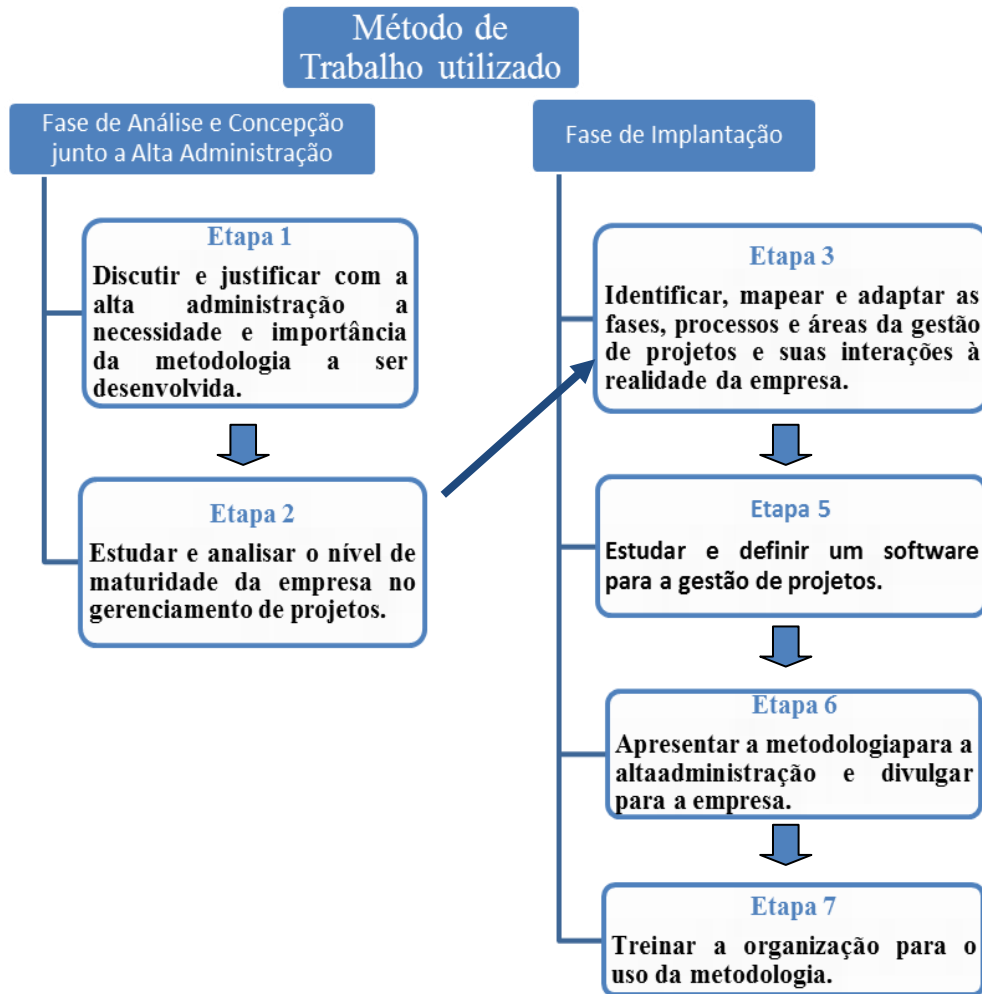 Método de
Trabalho utilizado
Fase de Análise e Concepção
junto a Alta Administração
Etapa 1
Discutir e justificar com a
alta administração a
necessidade e importância
da metodologia a ser
desenvolvida.
Etapa 2
Estudar e analisar o nível de
maturidade da empresa no
gerenciamento de projetos.
Fase de Implantação
Etapa 3
Identificar, mapear e adaptar as
fases, processos e áreas da gestão
de projetos e suas interações à
realidade da empresa.
Etapa 5
Estudar e definir um software
para a gestão de projetos.
Etapa 6
Apresentar a metodologiapara a
altaadministração e divulgar
para a empresa.
Etapa 7
Treinar a organização para o
uso da metodologia.